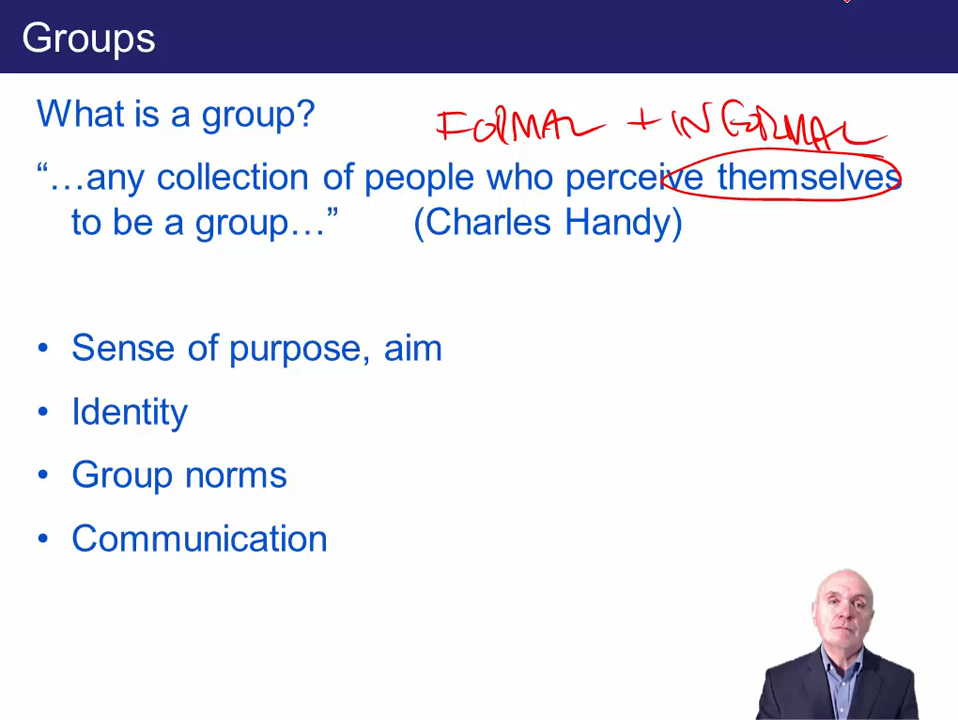 Groups
What is a group?
FORMAL + INFORMAL
“…any collection of people who perceive themselves
to be a group…” (Charles Handy)
• Sense of purpose, aim
• Identity
• Group norms
• Communication